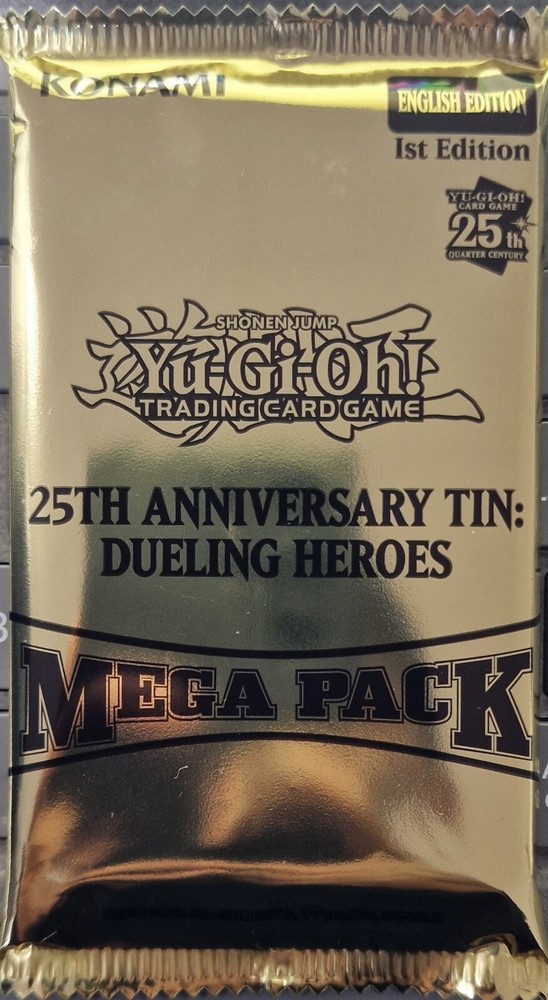 KONAMI
ENGLISH EDITION
1st Edition
YU-GI-OH!
CARD GAME
25th
QUARTER CENTURY
SHONEN JUMP
Yu-Gi-Oh!
TRADING CARD GAME
25TH ANNIVERSARY TIN:
DUELING HEROES
MEGA PACK